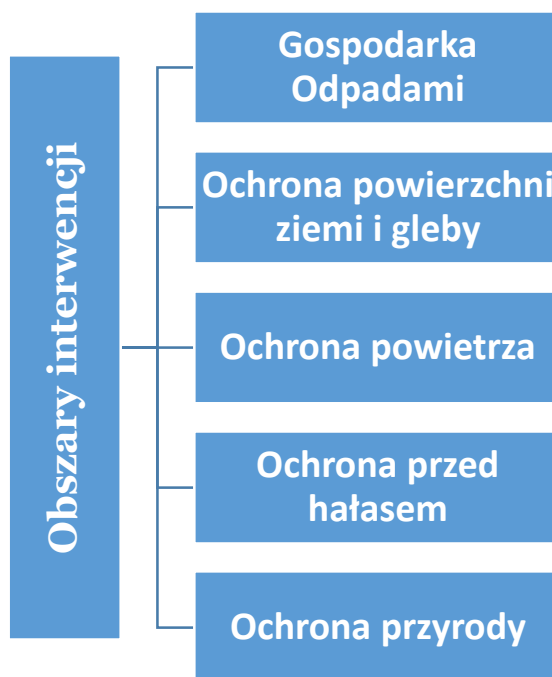 Obszary interwencji
Gospodarka
Odpadami
Ochrona powierzchni
ziemi i gleby
Ochrona powietrza
Ochrona przed
hałasem
Ochrona przyrody